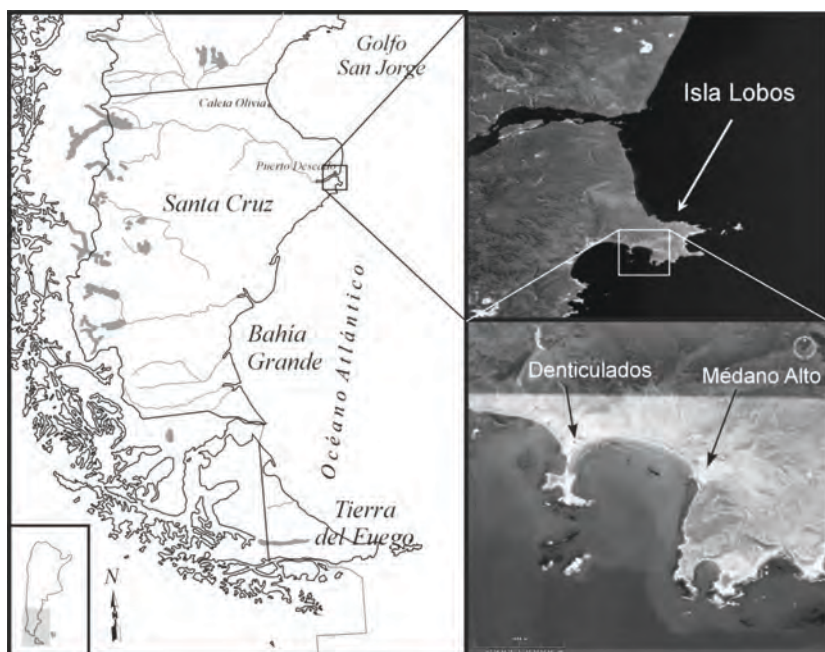 Golfo
San Jorge
Caleta Olivia
Puerto Deseado
Santa Cruz
Bahía
Grande
Océano Atlántico
Tierra
del Fuego
N
Isla Lobos
Denticulados
Médano Alto